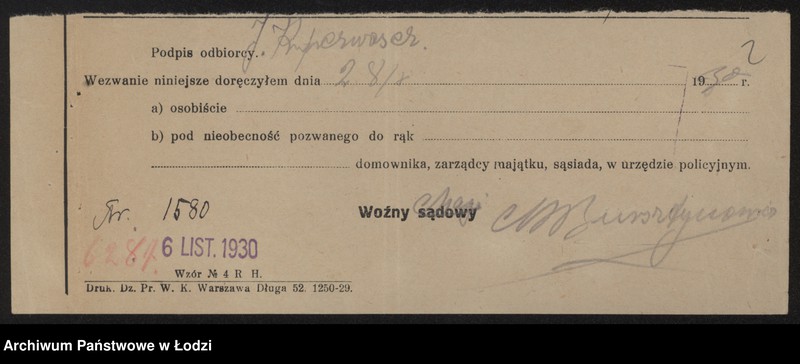 Podpis odbiorcy. J Kuperwaser.
2
Wezwanie niniejsze doręczyłem dnia 28/X 1930 r.
a) osobiście
b) pod nieobecność pozwanego do rąk
domownika, zarządcy majątku, sąsiada, w urzędzie policyjnym.
Nr. 1580
Woźny sądowy
6 LIST. 1930
Wzór № 4 R H.
Druk. Dz. Pr. W. K. Warszawa Długa 52. 1250-29.
Archiwum Państwowe w Łodzi